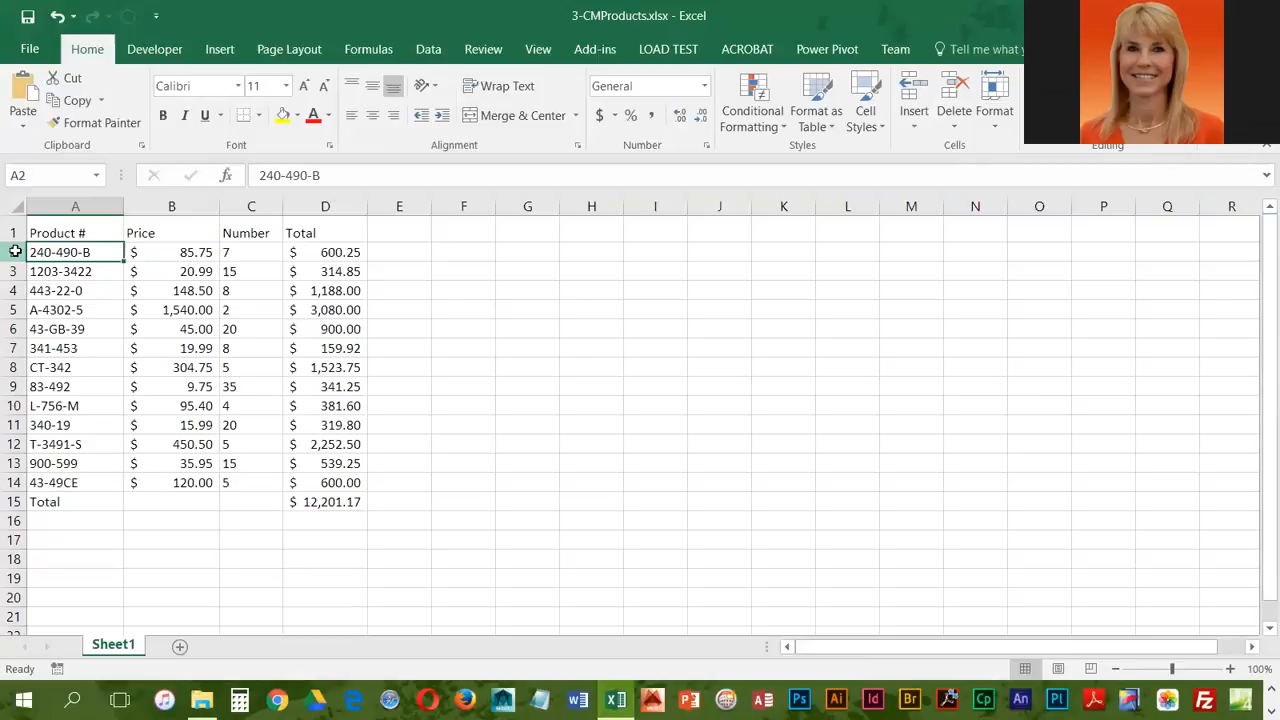 3-CMProducts.xlsx - Excel
File Home Developer Insert Page Layout Formulas Data Review View Add-ins LOAD TEST ACROBAT Power Pivot Team Tell me what you
Paste Cut Calibri 11 Wrap Text General Conditional Formatting Format as Table Cell Styles Insert Delete Format
Copy
Format Painter B I U A Merge & Center $ % ,
Clipboard Font Alignment Number Styles Cells Editing
A2 fx 240-490-B
A B C D E F G H I J K L M N O P Q R
1 Product # Price Number Total
240-490-B $ 85.75 7 $ 600.25
3 1203-3422 $ 20.99 15 $ 314.85
4 443-22-0 $ 148.50 8 $ 1,188.00
5 A-4302-5 $ 1,540.00 2 $ 3,080.00
6 43-GB-39 $ 45.00 20 $ 900.00
7 341-453 $ 19.99 8 $ 159.92
8 CT-342 $ 304.75 5 $ 1,523.75
9 83-492 $ 9.75 35 $ 341.25
10 L-756-M $ 95.40 4 $ 381.60
11 340-19 $ 15.99 20 $ 319.80
12 T-3491-S $ 450.50 5 $ 2,252.50
13 900-599 $ 35.95 15 $ 539.25
14 43-49CE $ 120.00 5 $ 600.00
15 Total $ 12,201.17
16
17
18
19
20
21
22
Sheet1
Ready 100%